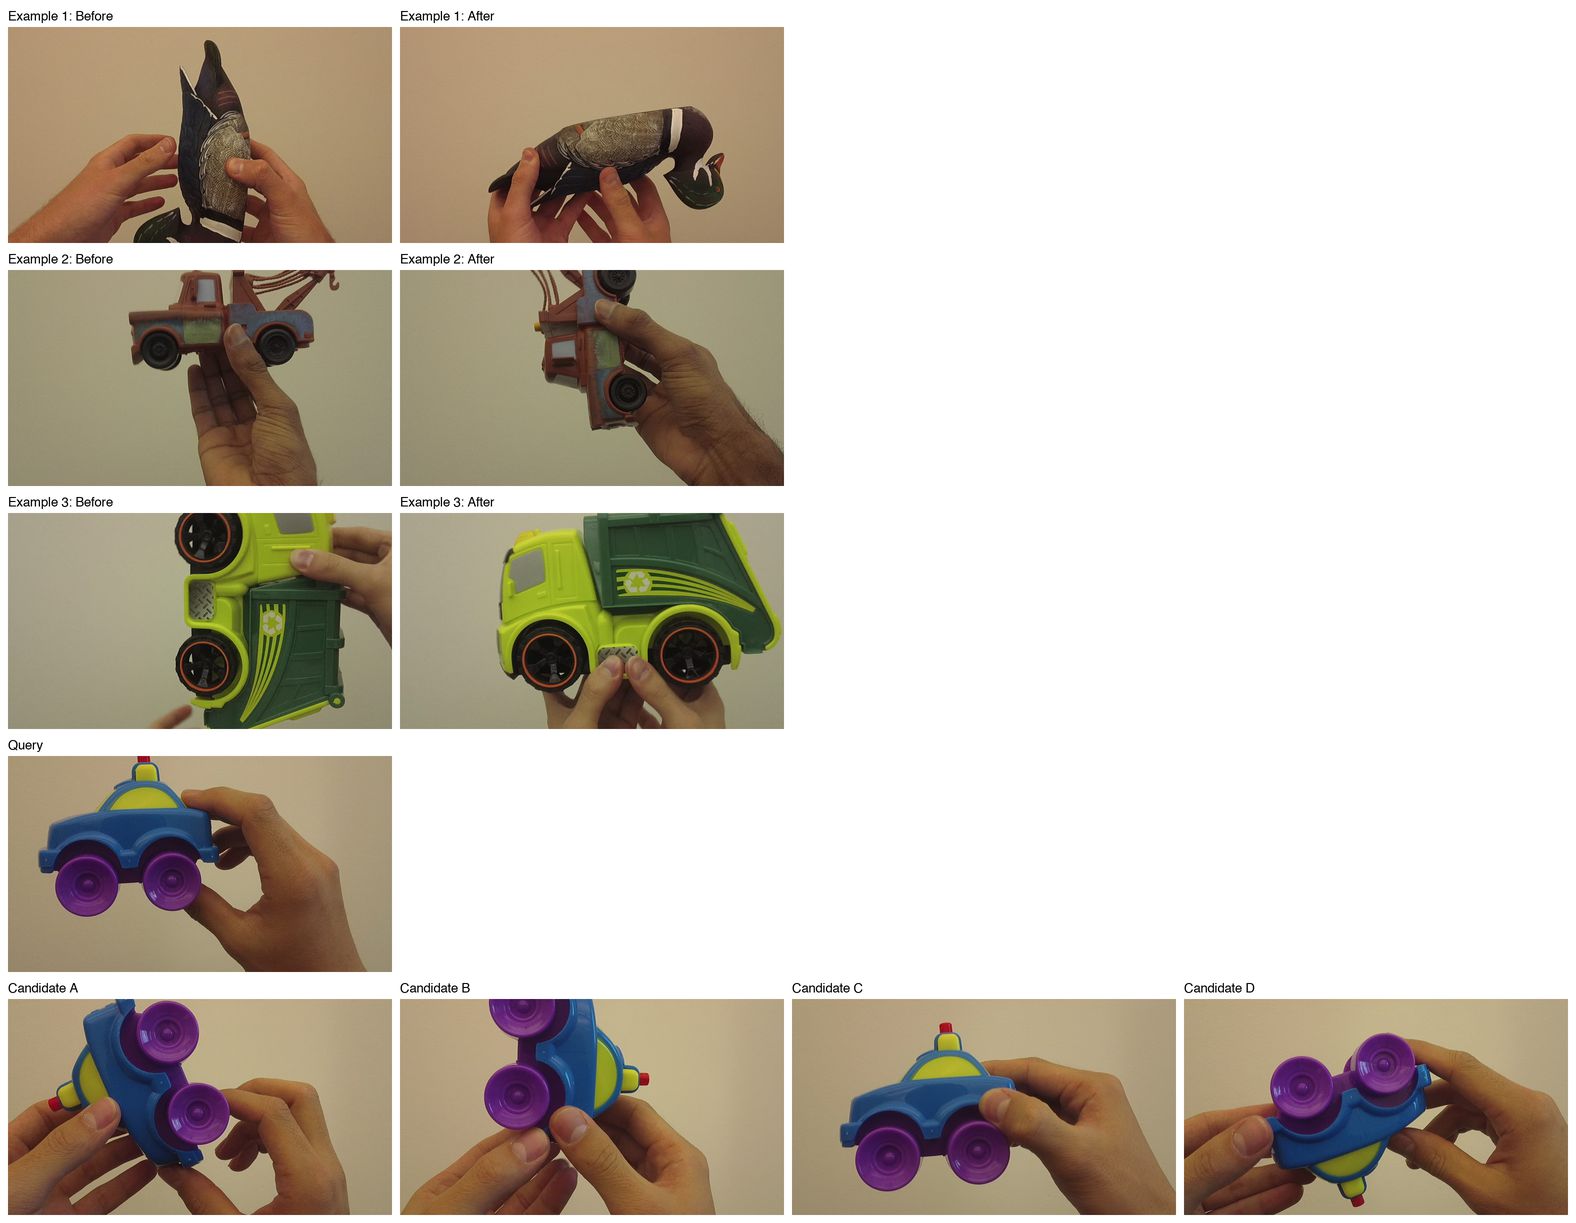 Example 1: Before
Example 1: After
Example 2: Before
Example 2: After
Example 3: Before
Example 3: After
Query
Candidate A
Candidate B
Candidate C
Candidate D